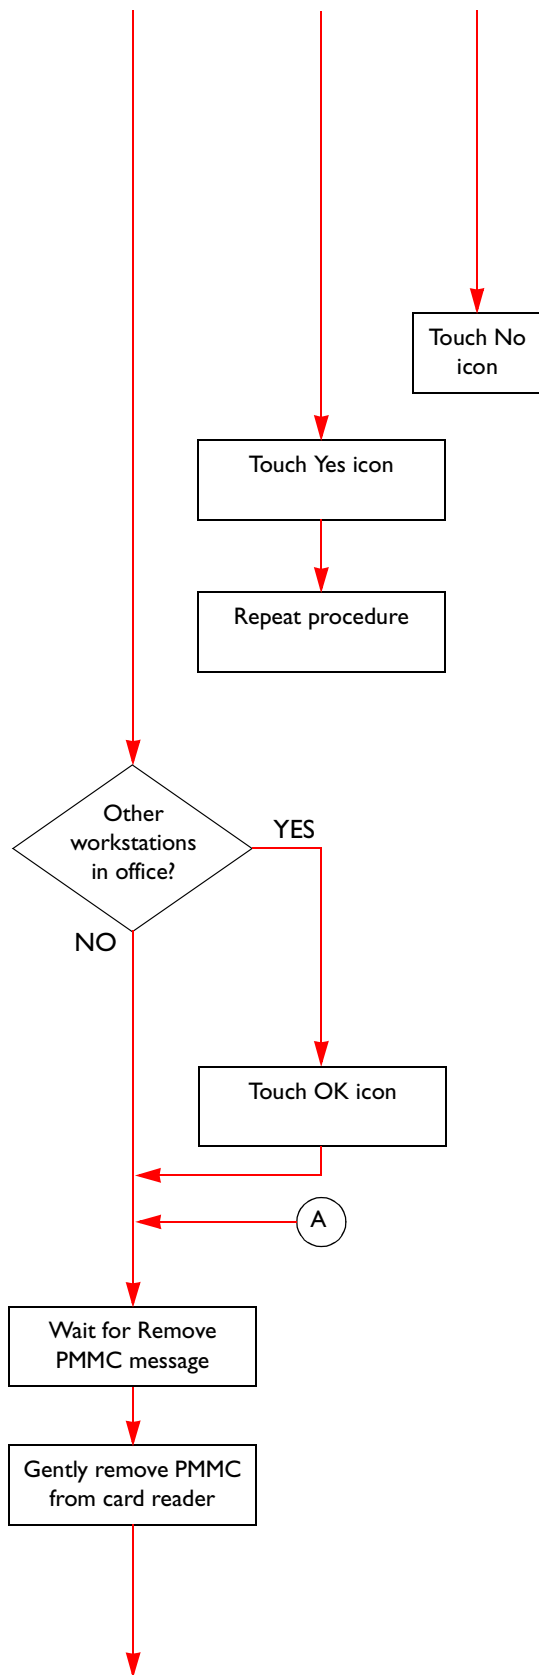 Touch No
icon
Touch Yes icon
Repeat procedure
Other
workstations
in office?
YES
NO
Touch OK icon
A
Wait for Remove
PMMC message
Gently remove PMMC
from card reader